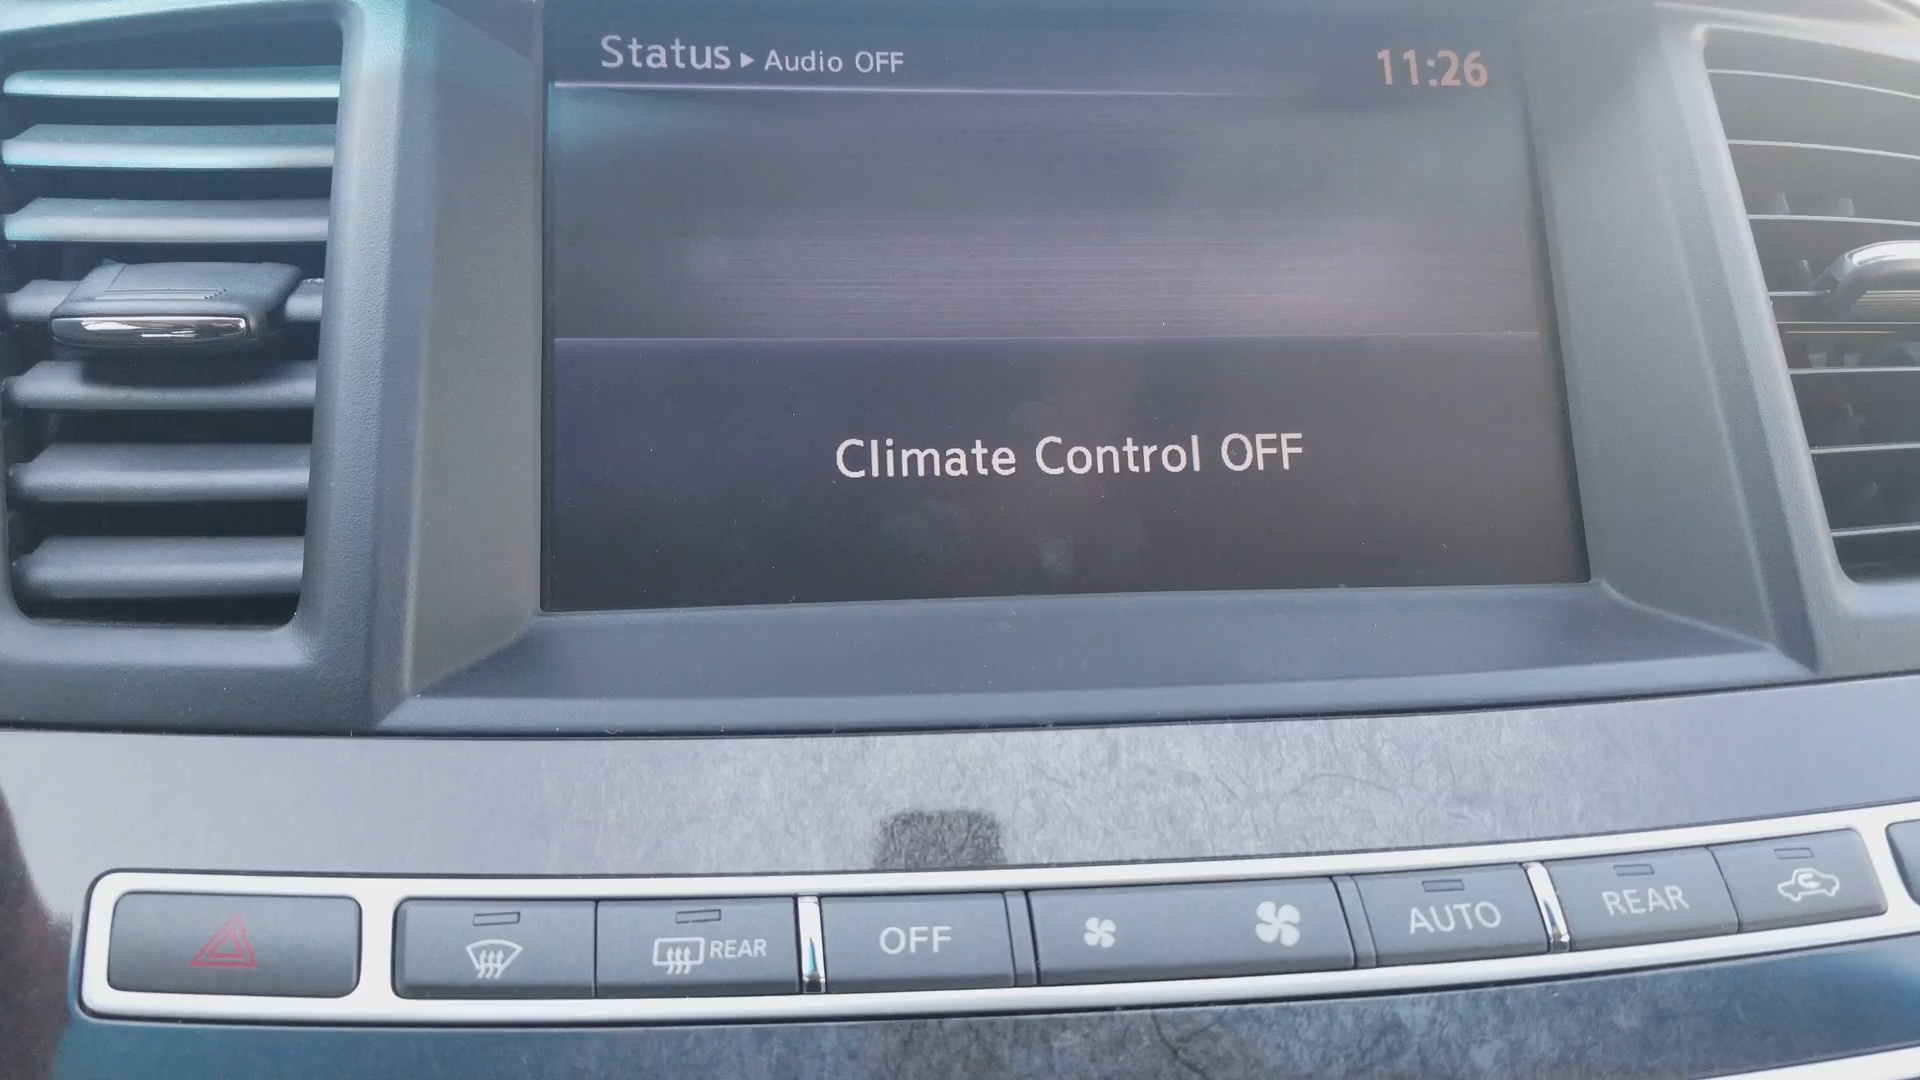 Status ▸ Audio OFF
11:26
Climate Control OFF
REAR
OFF
AUTO
REAR